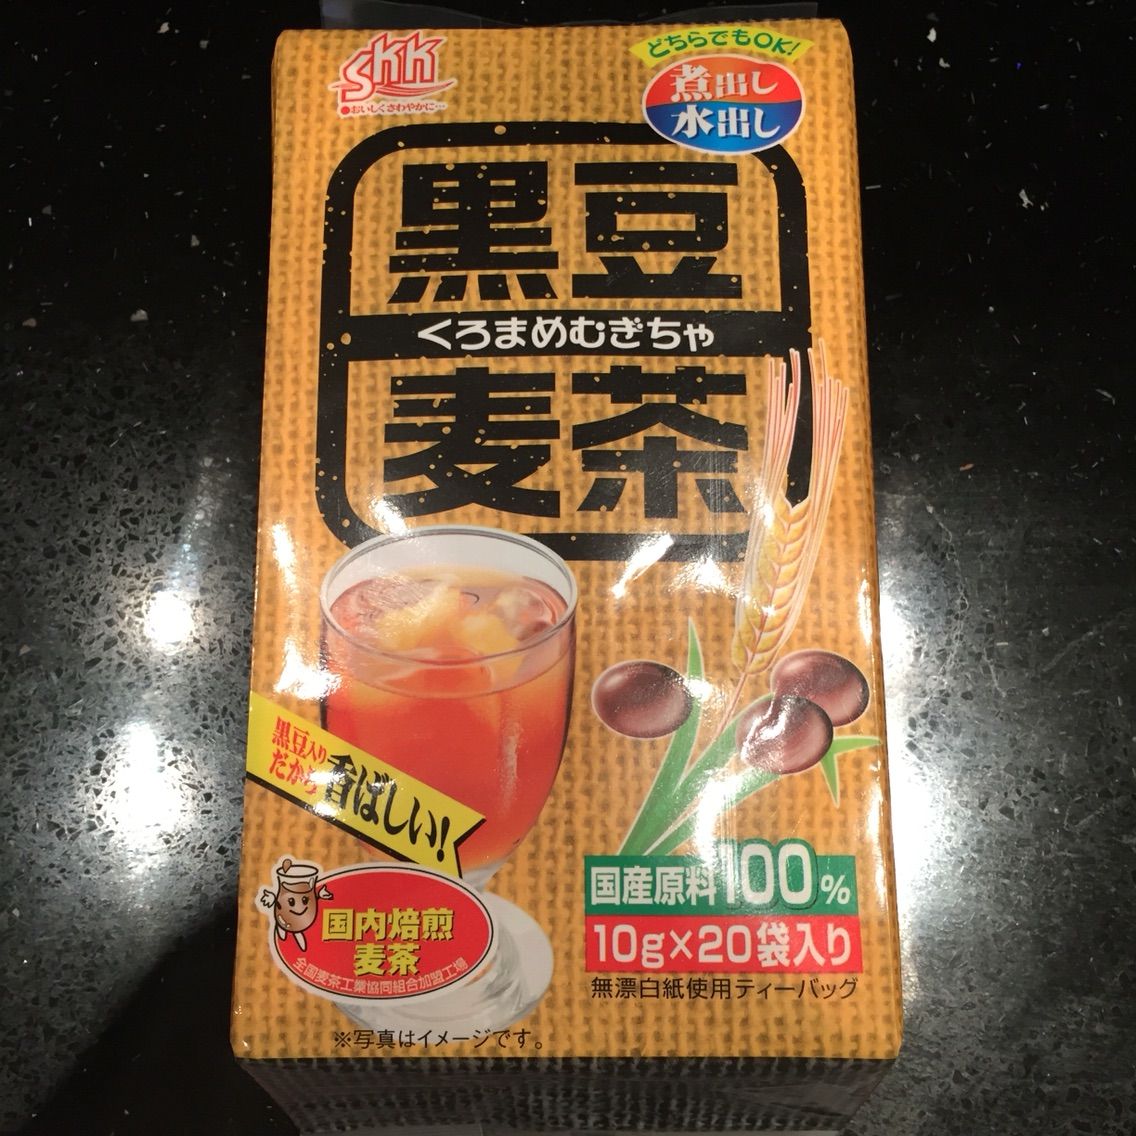 SKK
●おいしくさわやかに…
どちらでもOK!
煮出し
水出し
黒豆
くろまめむぎちゃ
麦茶
黒豆入り
だから
香ばしい!
国産原料100%
10g×20袋入り
無漂白紙使用ティーバッグ
国内焙煎
麦茶
全国麦茶工業協同組合加盟工場
※写真はイメージです。